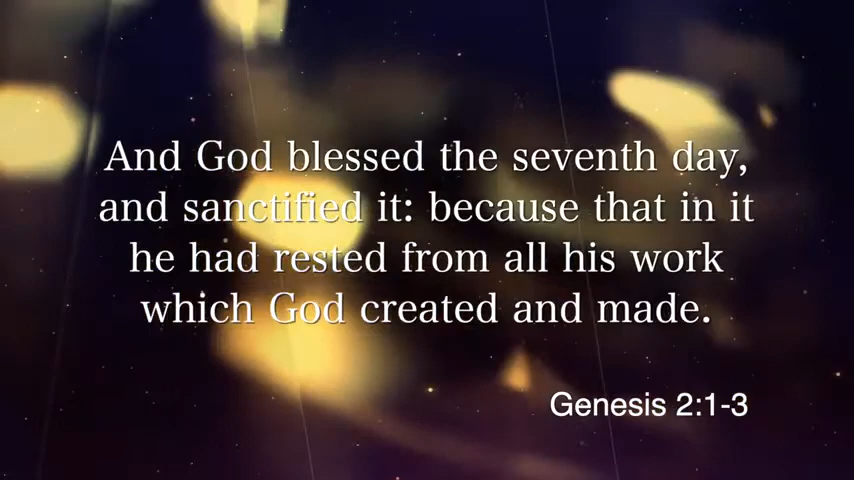 And God blessed the seventh day,
and sanctified it: because that in it
he had rested from all his work
which God created and made.
Genesis 2:1-3